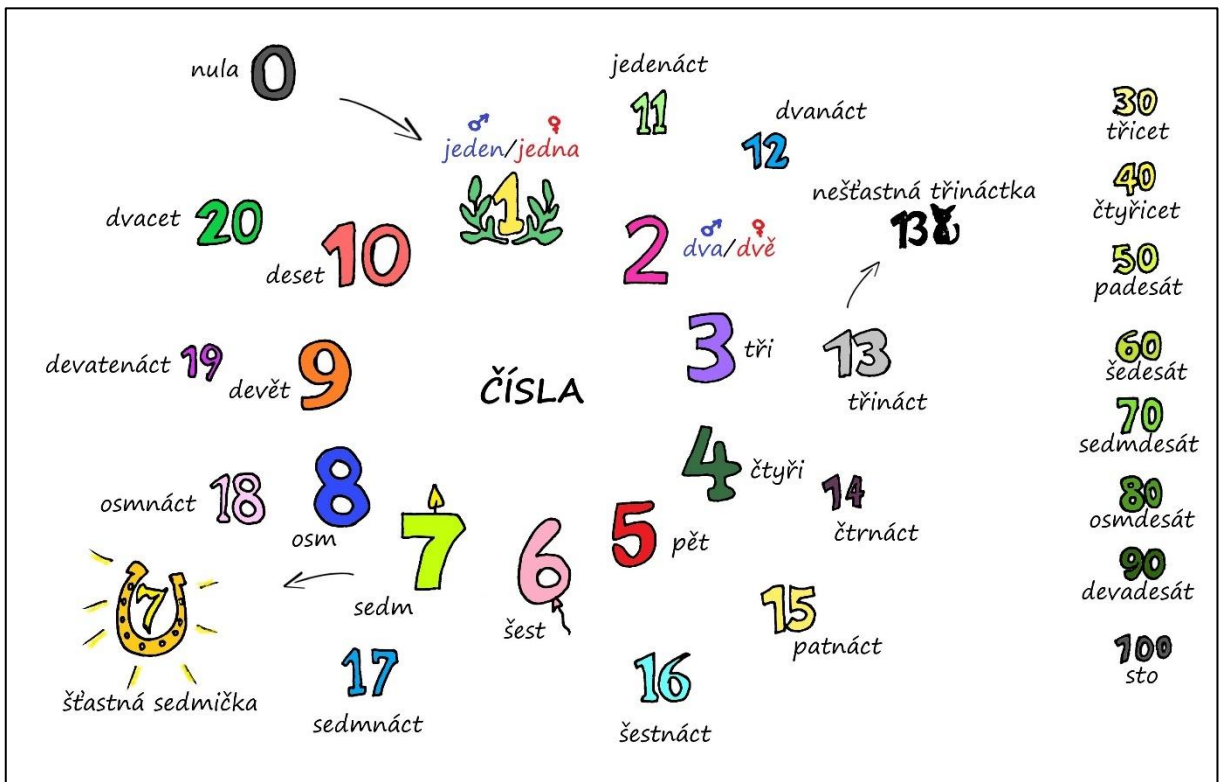 ČÍSLA
nula
0
♂ ♀
jeden/jedna
1
2
♂ ♀
dva/dvě
3
tři
4
čtyři
5
pět
6
šest
7
sedm
7
šťastná sedmička
8
osm
9
devět
10
deset
jedenáct
11
dvanáct
12
13
třináct
nešťastná třináctka
13
14
čtrnáct
15
patnáct
16
šestnáct
17
sedmnáct
18
osmnáct
19
devatenáct
20
dvacet
30
třicet
40
čtyřicet
50
padesát
60
šedesát
70
sedmdesát
80
osmdesát
90
devadesát
100
sto